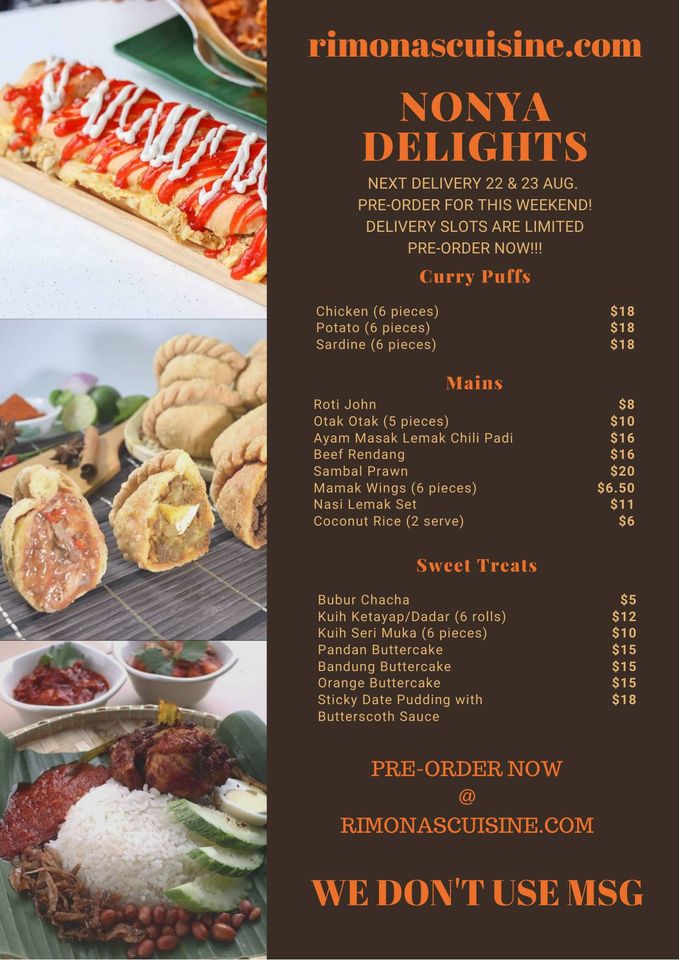 rimonascuisine.com
NONYA
DELIGHTS
NEXT DELIVERY 22 & 23 AUG.
PRE-ORDER FOR THIS WEEKEND!
DELIVERY SLOTS ARE LIMITED
PRE-ORDER NOW!!!
Curry Puffs
Chicken (6 pieces) $18
Potato (6 pieces) $18
Sardine (6 pieces) $18
Mains
Roti John $8
Otak Otak (5 pieces) $10
Ayam Masak Lemak Chili Padi $16
Beef Rendang $16
Sambal Prawn $20
Mamak Wings (6 pieces) $6.50
Nasi Lemak Set $11
Coconut Rice (2 serve) $6
Sweet Treats
Bubur Chacha $5
Kuih Ketayap/Dadar (6 rolls) $12
Kuih Seri Muka (6 pieces) $10
Pandan Buttercake $15
Bandung Buttercake $15
Orange Buttercake $15
Sticky Date Pudding with $18
Butterscoth Sauce
PRE-ORDER NOW
@
RIMONASCUISINE.COM
WE DON'T USE MSG